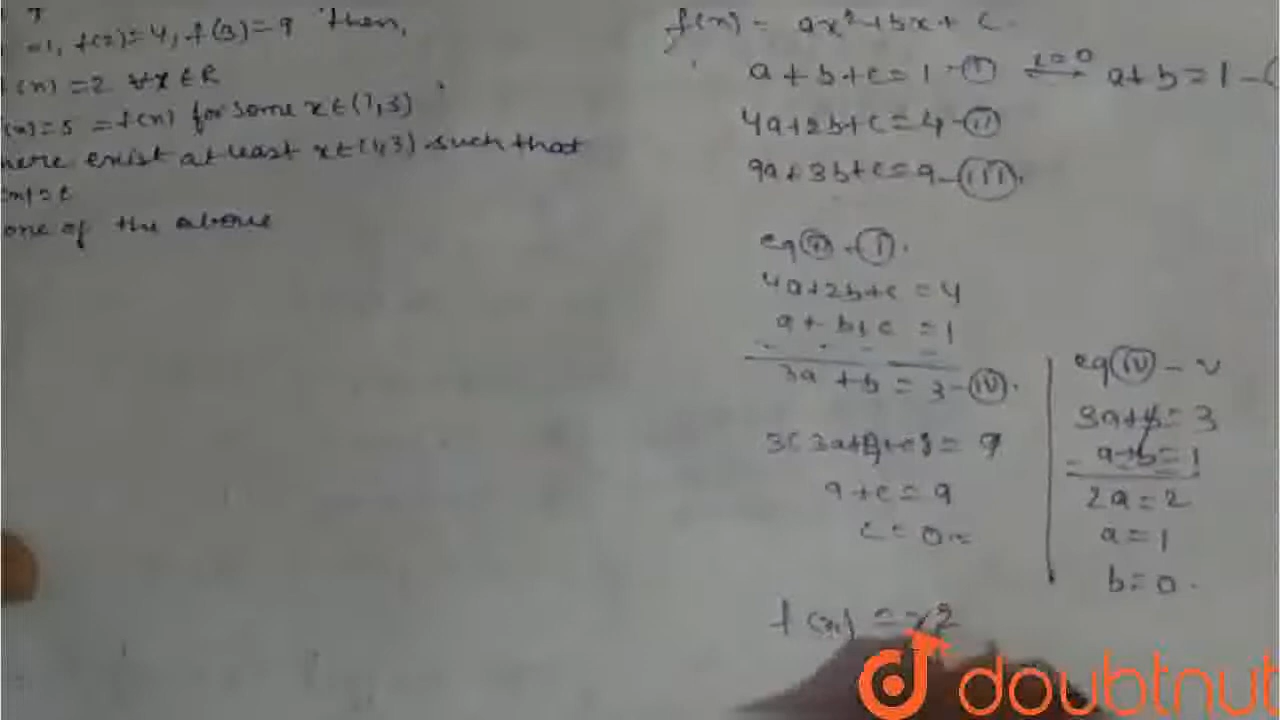 =1, f(2)=4, f(3)=9 then,
(x) = 2 ∀x∈R
(x)=5 = f(x) for some x∈(1,3)
here exist at least x∈(1,3) such that
one of the above
f(x) = ax²+bx+c
a+b+c=1-(I) c=0 a+b=1-
4a+2b+c=4-(II)
9a+3b+c=9-(III).
eq(II)-(I).
4a+2b+c=4
a+b+c=1
3a+b=3-(IV).
9+c=9
c=0
eq(IV)-V
3a+b=3
-a+b=1
2a=2
a=1
b=0.
f(x)=x2
doubtnut